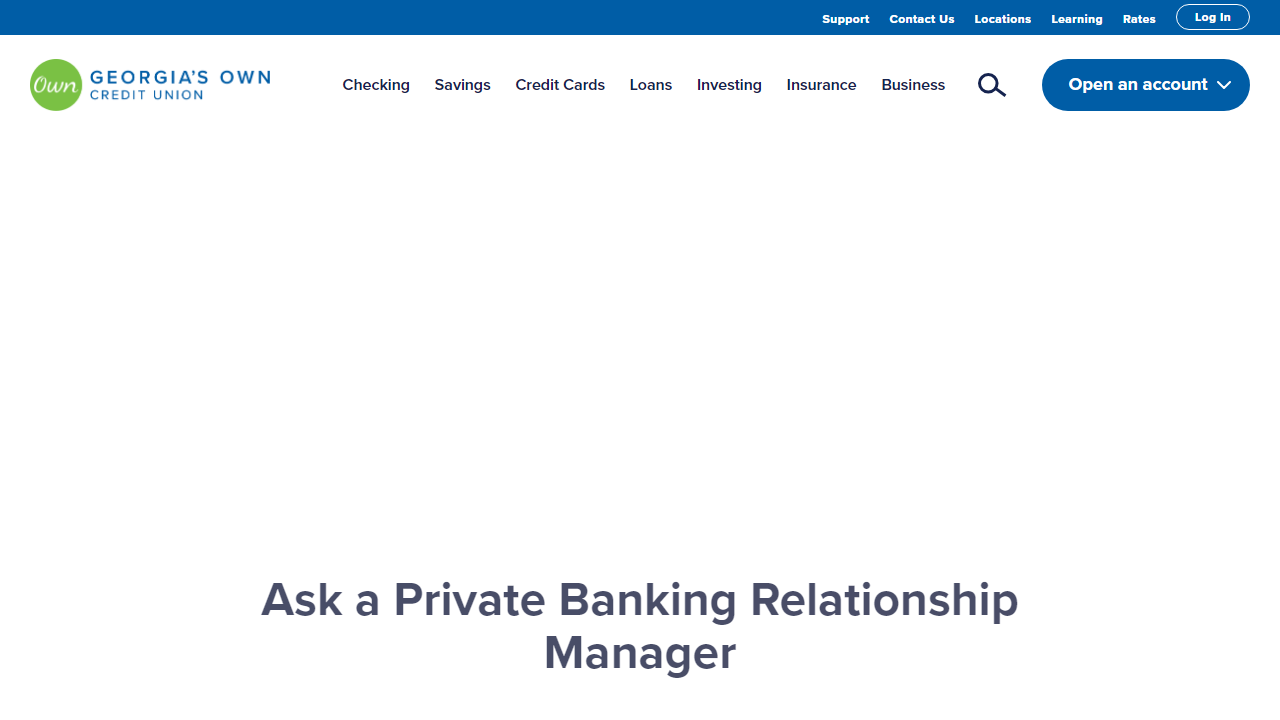 Support Contact Us Locations Learning Rates Log In
Own GEORGIA'S OWN
CREDIT UNION
Checking Savings Credit Cards Loans Investing Insurance Business Open an account
Ask a Private Banking Relationship
Manager